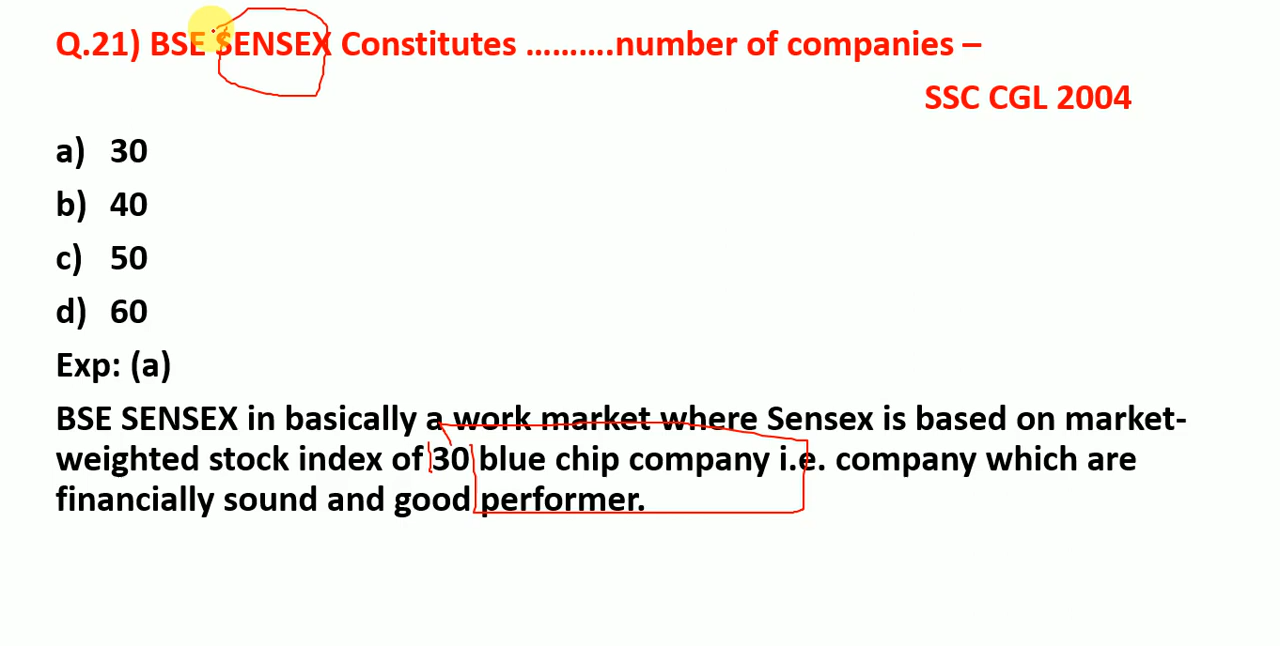 Q.21) BSE SENSEX Constitutes ..........number of companies –
SSC CGL 2004
a) 30
b) 40
c) 50
d) 60
Exp: (a)
BSE SENSEX in basically a work market where Sensex is based on market-
weighted stock index of 30 blue chip company i.e. company which are
financially sound and good performer.